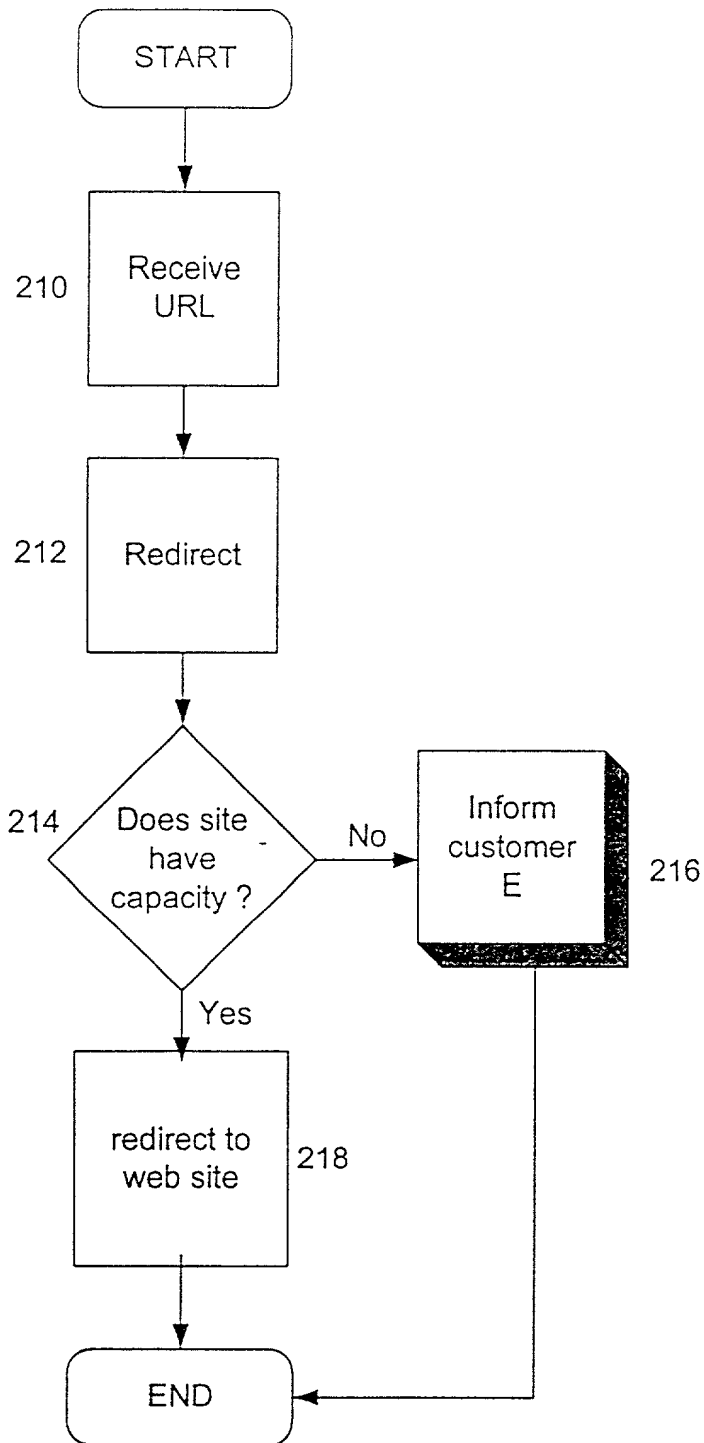 START
210
Receive
URL
212
Redirect
214
Does site
have
capacity ?
No
Inform
customer
E
216
Yes
redirect to
web site
218
END